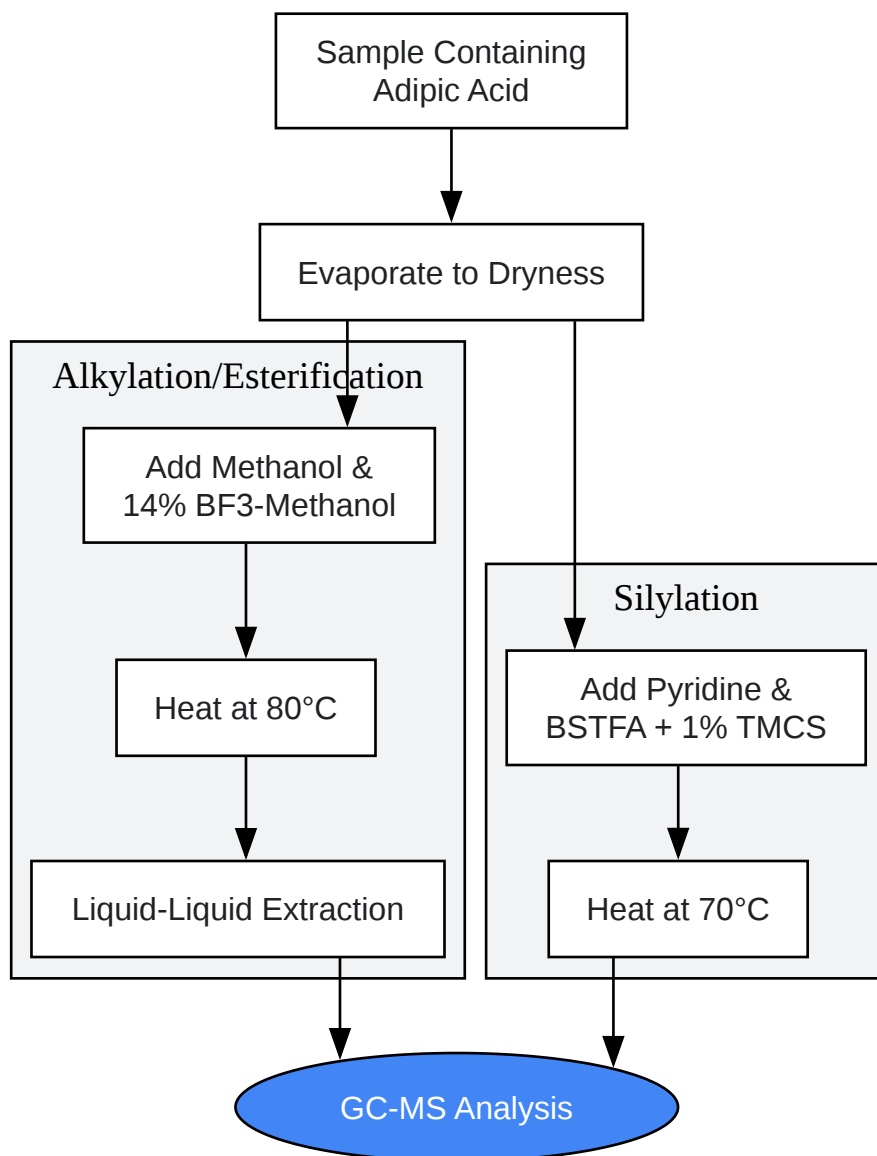 Sample Containing
Adipic Acid
Evaporate to Dryness
Alkylation/Esterification
Add Methanol &
14% BF3-Methanol
Heat at 80°C
Liquid-Liquid Extraction
Silylation
Add Pyridine &
BSTFA + 1% TMCS
Heat at 70°C
GC-MS Analysis